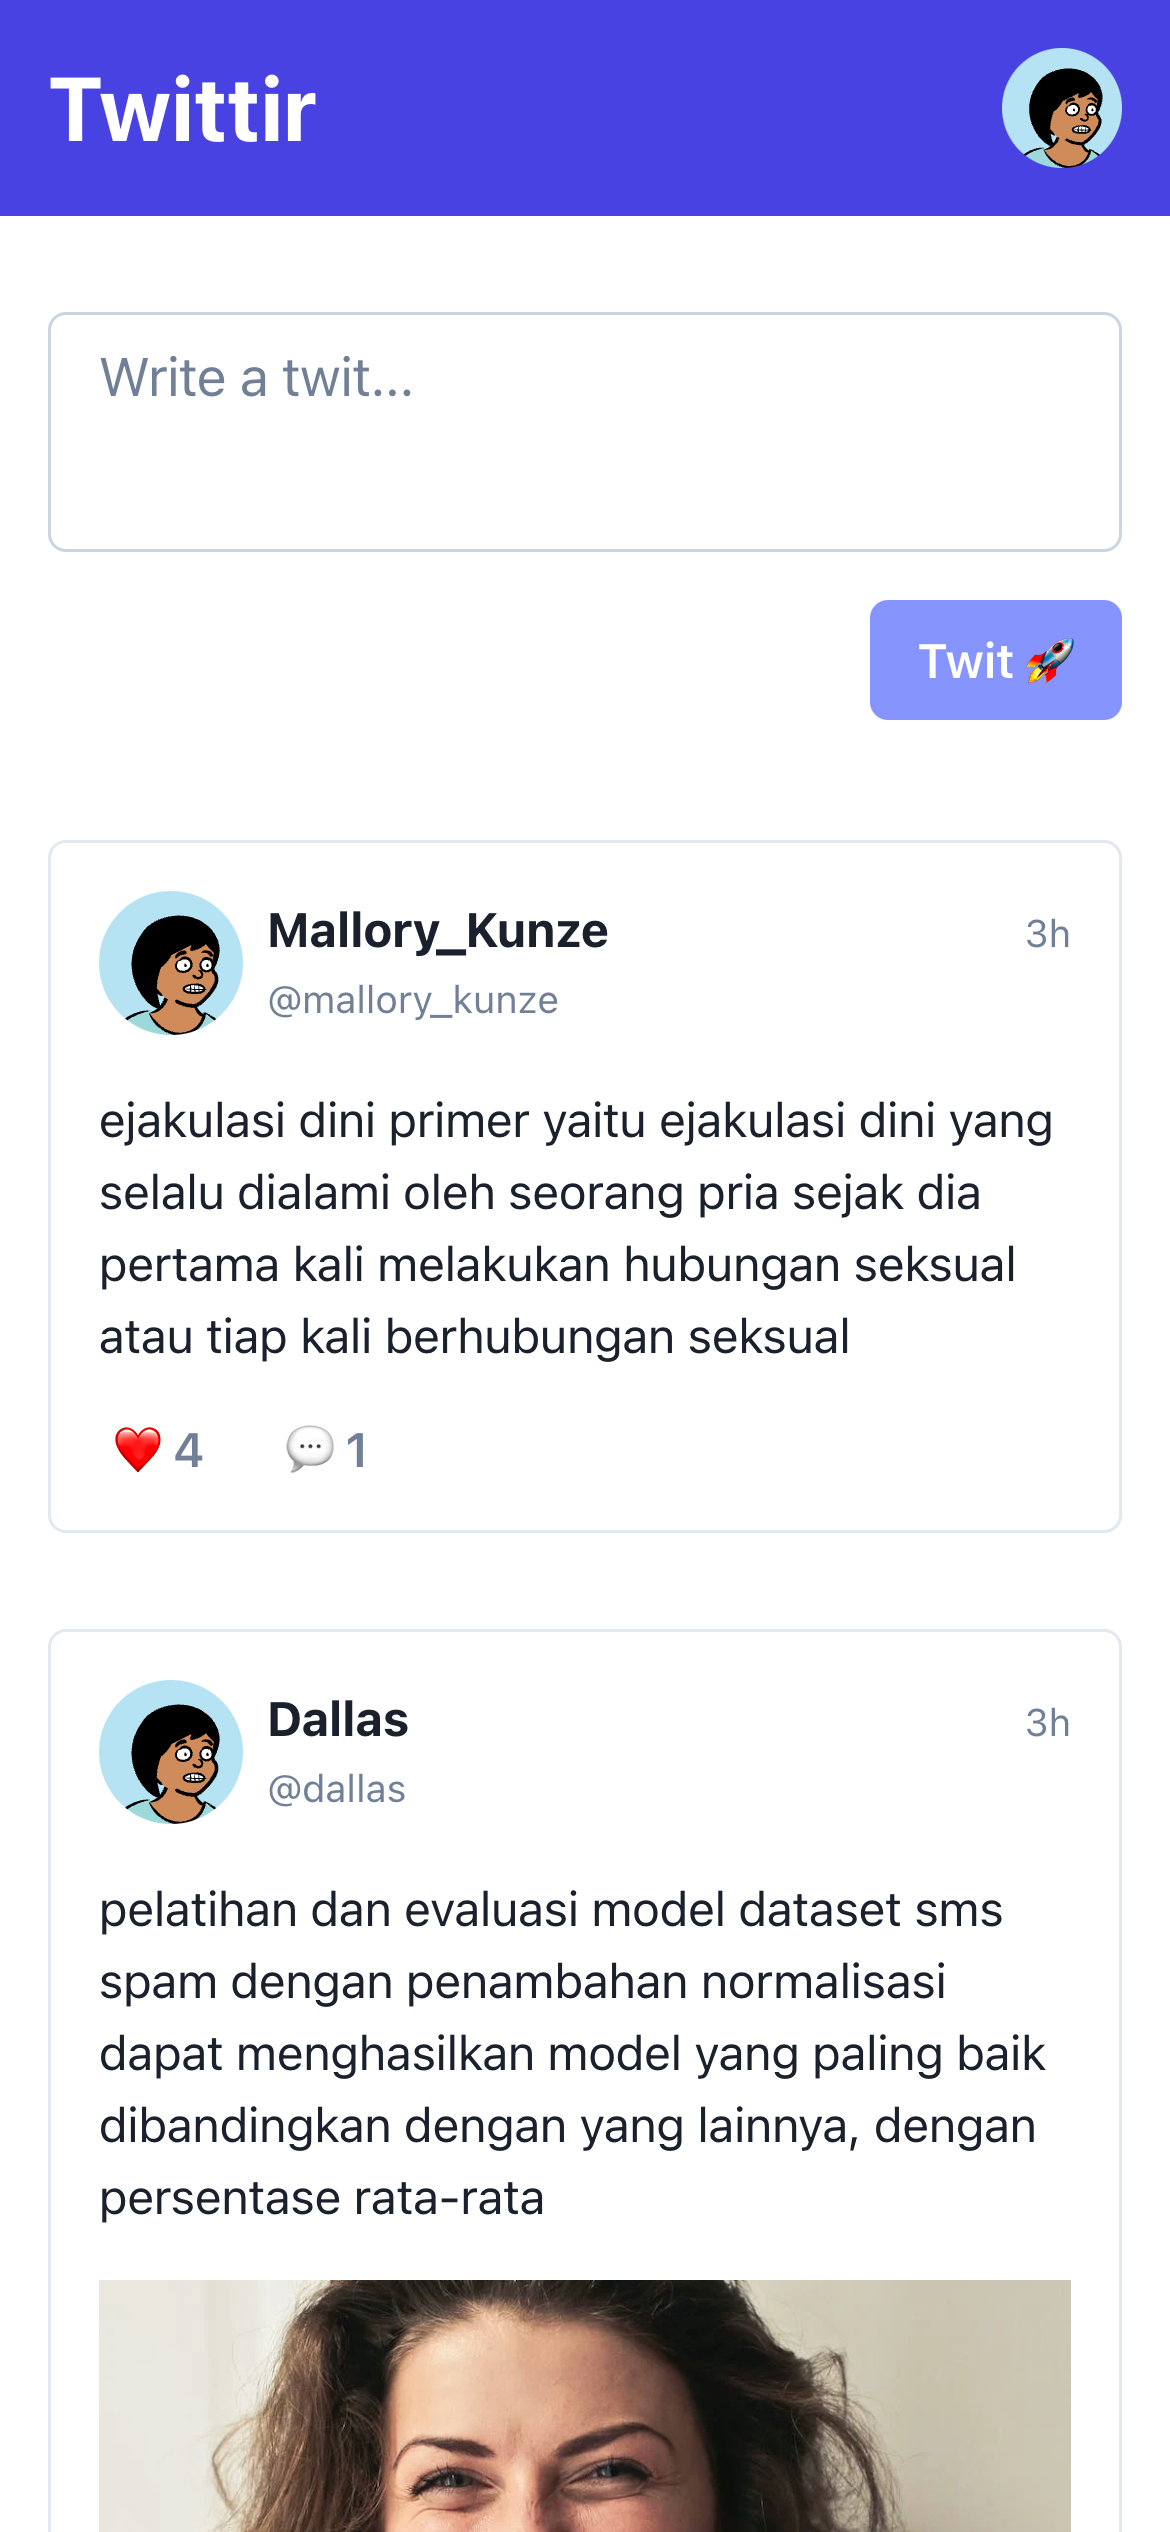 Twittir
Write a twit...
Twit 🚀
Mallory_Kunze
3h
@mallory_kunze
ejakulasi dini primer yaitu ejakulasi dini yang
selalu dialami oleh seorang pria sejak dia
pertama kali melakukan hubungan seksual
atau tiap kali berhubungan seksual
❤️ 4 💬 1
Dallas
3h
@dallas
pelatihan dan evaluasi model dataset sms
spam dengan penambahan normalisasi
dapat menghasilkan model yang paling baik
dibandingkan dengan yang lainnya, dengan
persentase rata-rata